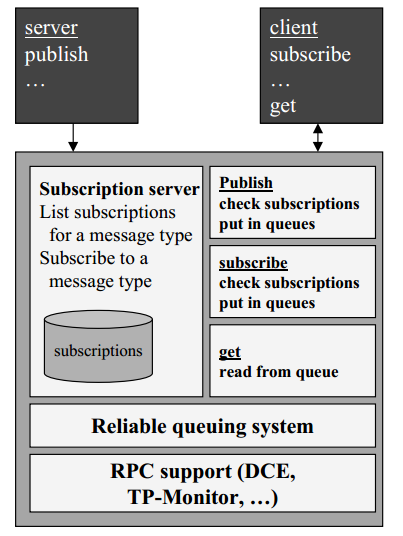 server
publish
…
client
subscribe
…
get
Subscription server
List subscriptions
for a message type
Subscribe to a
message type
subscriptions
Publish
check subscriptions
put in queues
subscribe
check subscriptions
put in queues
get
read from queue
Reliable queuing system
RPC support (DCE,
TP-Monitor, …)